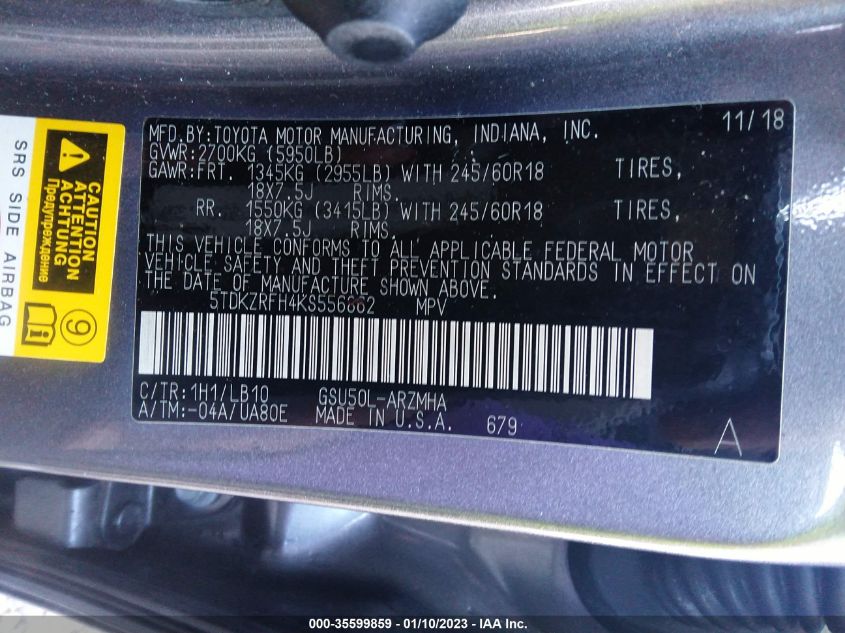 SRS SIDE AIRBAG
CAUTION
ATTENTION
ACHTUNG
Предупреждение
9
MFD.BY:TOYOTA MOTOR MANUFACTURING, INDIANA, INC. 11/18
GVWR:2700KG (5950LB)
GAWR:FRT. 1345KG (2955LB) WITH 245/60R18 TIRES,
18X7.5J RIMS.
RR. 1550KG (3415LB) WITH 245/60R18 TIRES,
18X7.5J RIMS.
THIS VEHICLE CONFORMS TO ALL APPLICABLE FEDERAL MOTOR
VEHICLE SAFETY AND THEFT PREVENTION STANDARDS IN EFFECT ON
THE DATE OF MANUFACTURE SHOWN ABOVE.
5TDKZRFH4KS556862 MPV
C/TR:1H1/LB10 GSU50L-ARZMHA
A/TM:-04A/UA80E MADE IN U.S.A. 679
A
000-35599859 - 01/10/2023 - IAA Inc.